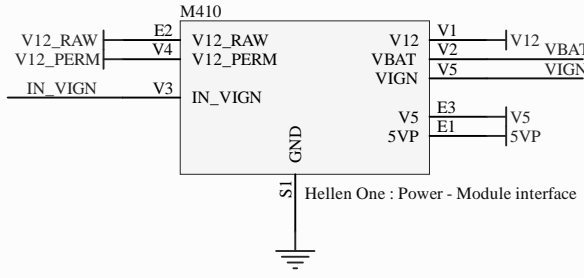 M410
V12_RAW E2 V12_RAW V12 V1 V12
V12_PERM V4 V12_PERM VBAT V2 VBAT
VIGN V5 VIGN
IN_VIGN V3 IN_VIGN
V5 E3 V5
5VP E1 5VP
GND
S1
Hellen One : Power - Module interface